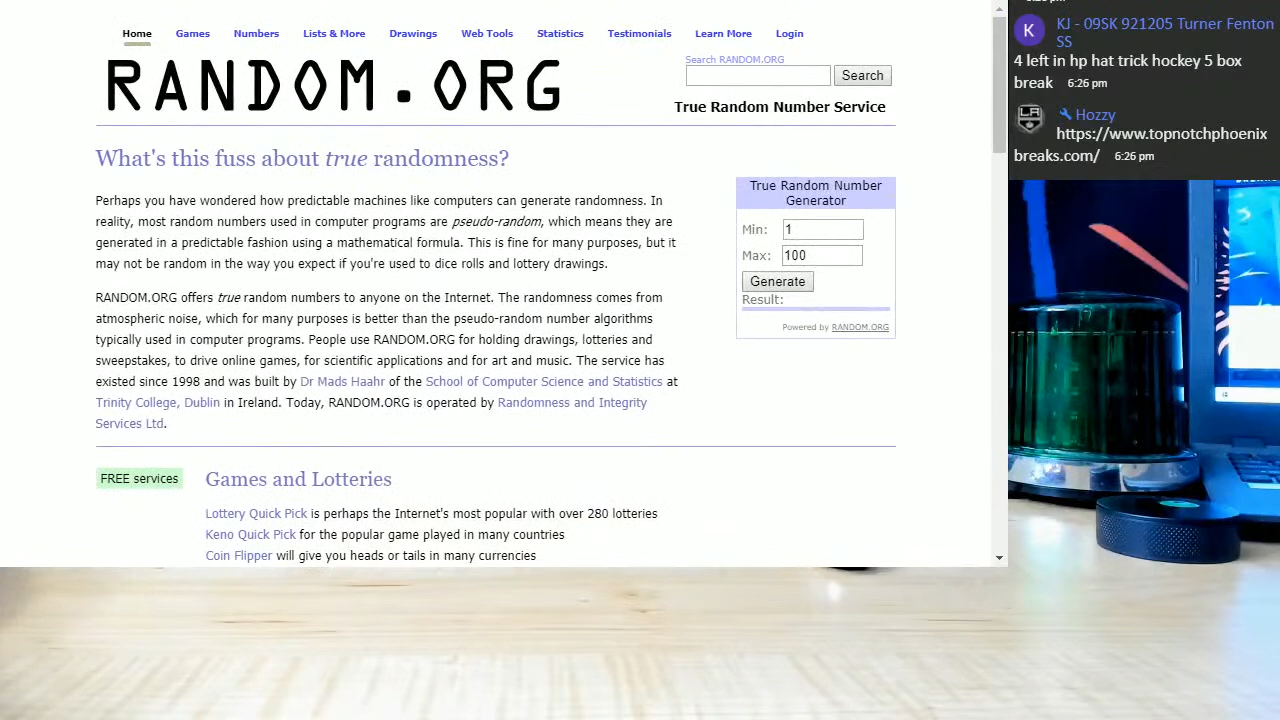 Home Games Numbers Lists & More Drawings Web Tools Statistics Testimonials Learn More Login
RANDOM.ORG
Search RANDOM.ORG
Search
True Random Number Service
What's this fuss about true randomness?
Perhaps you have wondered how predictable machines like computers can generate randomness. In
reality, most random numbers used in computer programs are pseudo-random, which means they are
generated in a predictable fashion using a mathematical formula. This is fine for many purposes, but it
may not be random in the way you expect if you're used to dice rolls and lottery drawings.
RANDOM.ORG offers true random numbers to anyone on the Internet. The randomness comes from
atmospheric noise, which for many purposes is better than the pseudo-random number algorithms
typically used in computer programs. People use RANDOM.ORG for holding drawings, lotteries and
sweepstakes, to drive online games, for scientific applications and for art and music. The service has
existed since 1998 and was built by Dr Mads Haahr of the School of Computer Science and Statistics at
Trinity College, Dublin in Ireland. Today, RANDOM.ORG is operated by Randomness and Integrity
Services Ltd.
True Random Number
Generator
Min: 1
Max: 100
Generate
Result:
Powered by RANDOM.ORG
FREE services
Games and Lotteries
Lottery Quick Pick is perhaps the Internet's most popular with over 280 lotteries
Keno Quick Pick for the popular game played in many countries
Coin Flipper will give you heads or tails in many currencies
K
KJ - 09SK 921205 Turner Fenton
SS
4 left in hp hat trick hockey 5 box
break 6:26 pm
LA
Hozzy
https://www.topnotchphoenix
breaks.com/ 6:26 pm